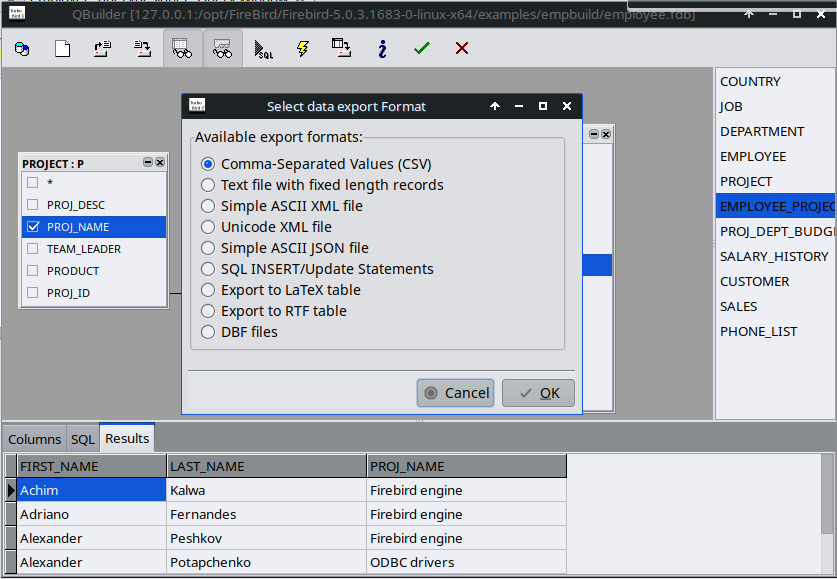 QBuilder [127.0.0.1:/opt/FireBird/Firebird-5.0.3.1683-0-linux-x64/examples/empbuild/employee.fdb]
SQL
Select data export Format
Available export formats:
Comma-Separated Values (CSV)
Text file with fixed length records
Simple ASCII XML file
Unicode XML file
Simple ASCII JSON file
SQL INSERT/Update Statements
Export to LaTeX table
Export to RTF table
DBF files
Cancel
OK
PROJECT : P
*
PROJ_DESC
PROJ_NAME
TEAM_LEADER
PRODUCT
PROJ_ID
COUNTRY
JOB
DEPARTMENT
EMPLOYEE
PROJECT
EMPLOYEE_PROJEC
PROJ_DEPT_BUDG
SALARY_HISTORY
CUSTOMER
SALES
PHONE_LIST
Columns SQL Results
FIRST_NAME LAST_NAME PROJ_NAME
Achim Kalwa Firebird engine
Adriano Fernandes Firebird engine
Alexander Peshkov Firebird engine
Alexander Potapchenko ODBC drivers